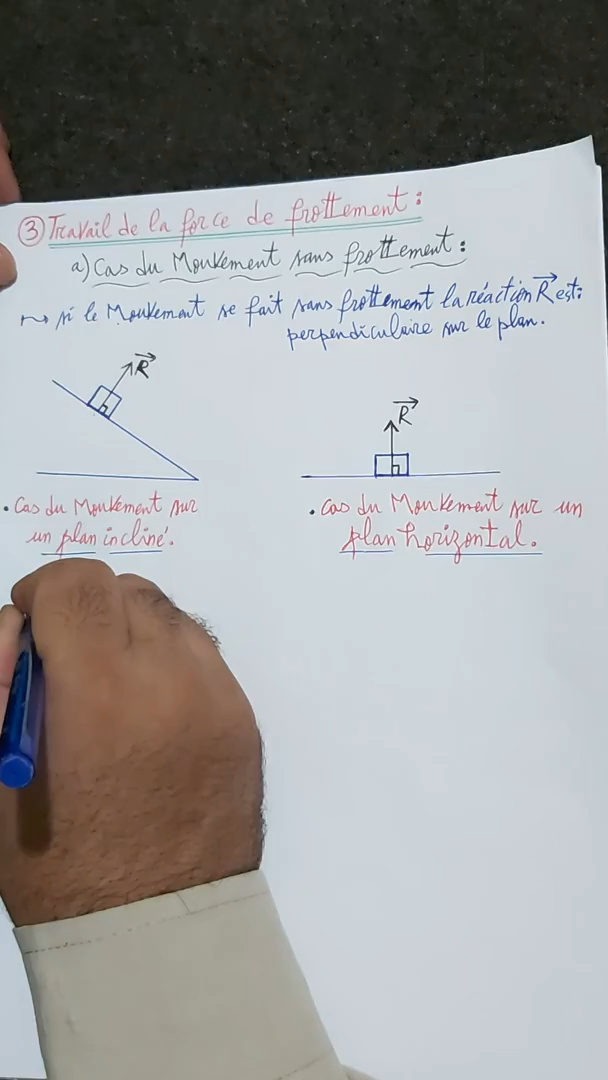 ③ Travail de la force de frottement :
a) Cas du Mouvement sans frottement :
~> si le Mouvement se fait sans frottement la réaction R⃗ est :
perpendiculaire sur le plan.
R⃗
R⃗
. Cas du Mouvement sur
un plan incliné.
. Cas du Mouvement sur un
plan horizontal.